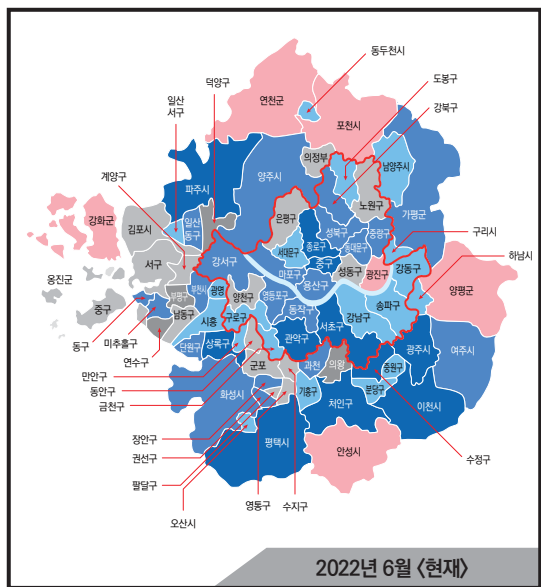 동두천시
도봉구
강북구
덕양구
일산
서구
연천군
포천시
의정부
남양주시
양주시
파주시
계양구
노원구
은평구
가평군
구리시
강화군
김포시
일산
동구
성북구
중랑구
서대문구
종로구
동대문구
하남시
강서구
서구
중구
성동구
광진구
강동구
마포구
용산구
옹진군
양평군
중구
부평구
부천시
광명
양천구
영등포구
동작구
송파구
강남구
남동구
구로구
동구
미추홀구
시흥
서초구
관악구
연수구
단원구
상록구
광주시
여주시
만안구
군포
과천
의왕
중원구
동안구
금천구
화성시
기흥구
분당구
이천시
처인구
장안구
권선구
평택시
안성시
수정구
팔달구
오산시
영통구
수지구
2022년 6월 〈현재〉